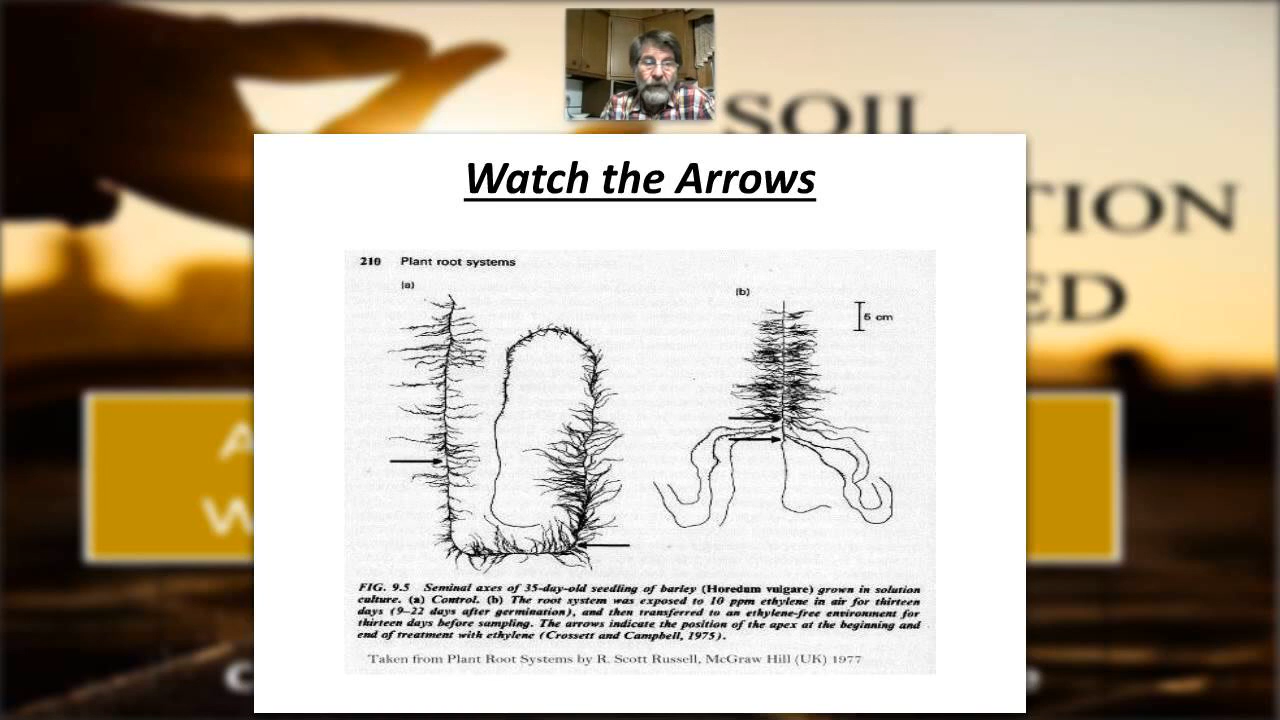 SOIL
TION
ED
Watch the Arrows
210 Plant root systems
(a)
(b)
5 cm
FIG. 9.5 Seminal axes of 35-day-old seedling of barley (Horedum vulgare) grown in solution
culture. (a) Control. (b) The root system was exposed to 10 ppm ethylene in air for thirteen
days (9–22 days after germination), and then transferred to an ethylene-free environment for
thirteen days before sampling. The arrows indicate the position of the apex at the beginning and
end of treatment with ethylene (Crossett and Campbell, 1975).
Taken from Plant Root Systems by R. Scott Russell, McGraw Hill (UK) 1977